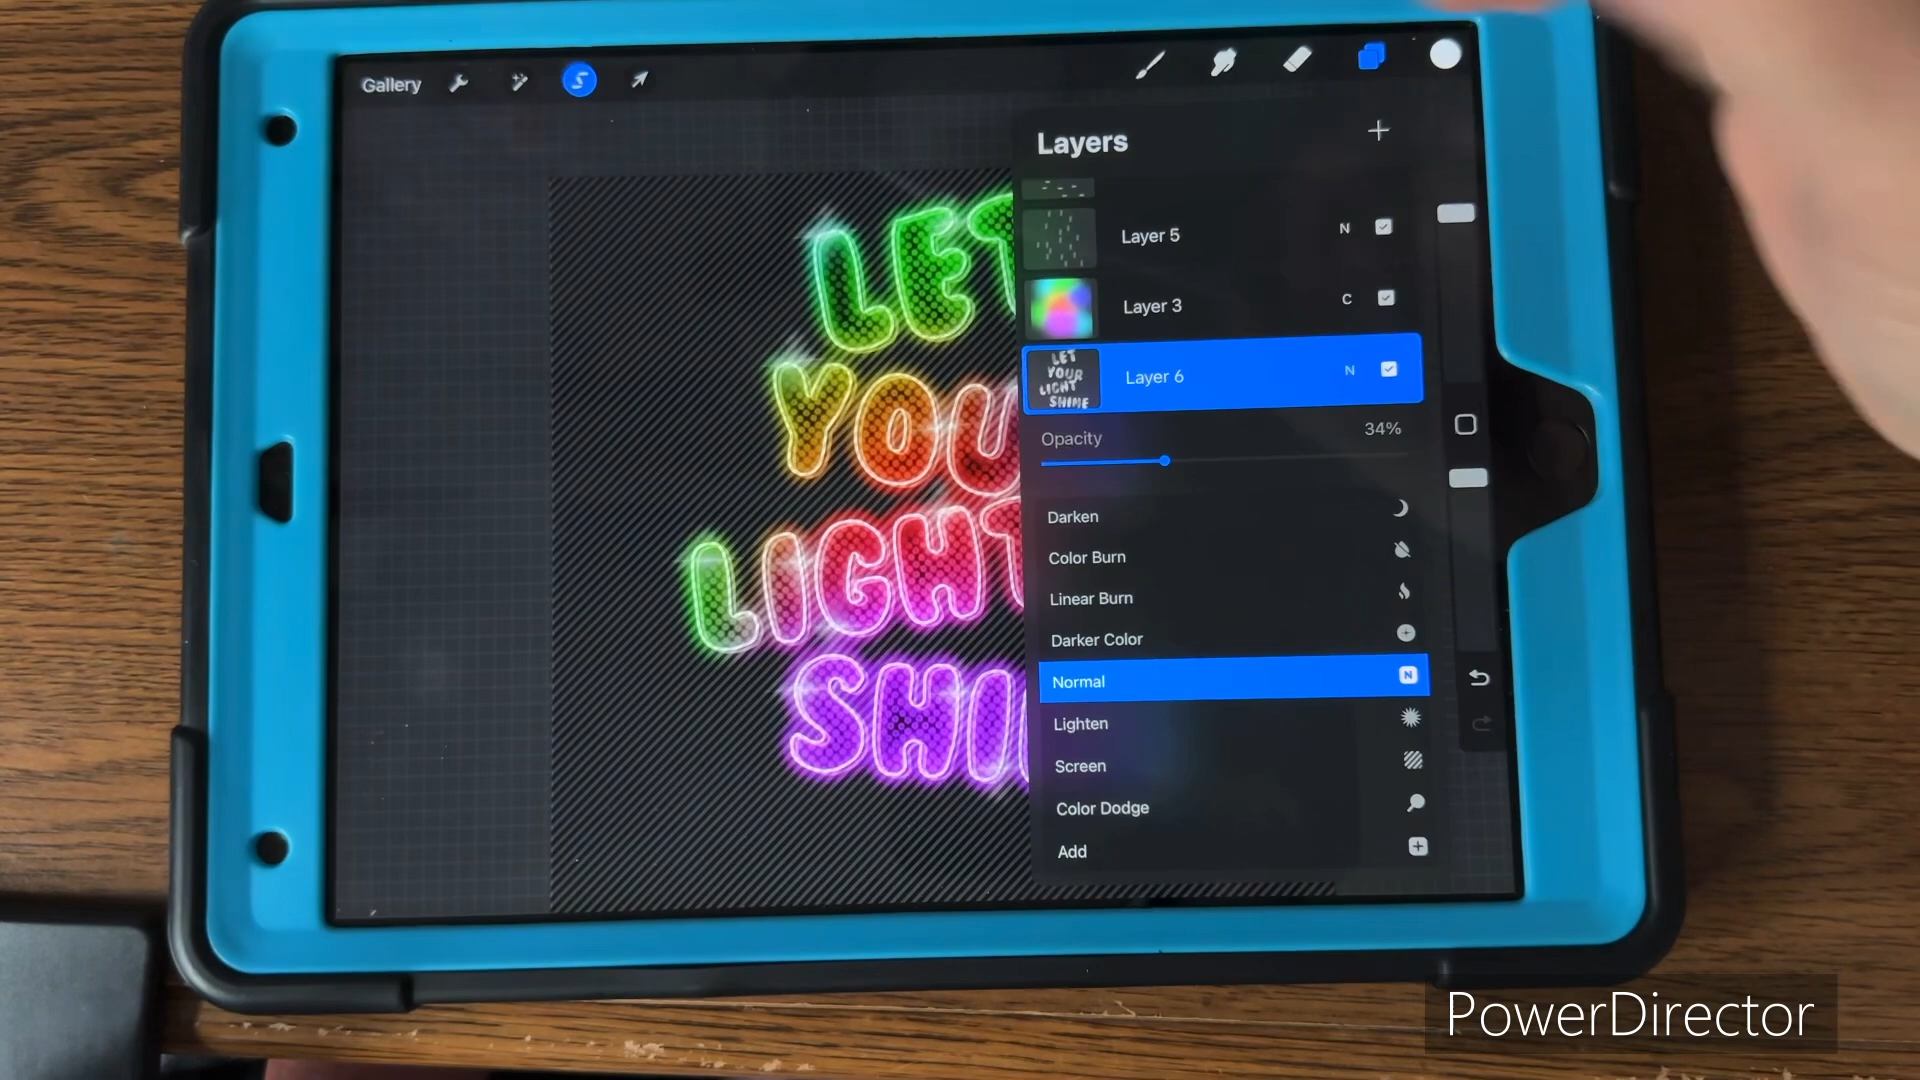 Gallery
Layers
Layer 5 N
Layer 3 C
Layer 6 N
LET
YOUR
LIGHT
SHINE
Opacity 34%
Darken
Color Burn
Linear Burn
Darker Color
Normal N
Lighten
Screen
Color Dodge
Add
LET
YOU
LIGHT
SHI
PowerDirector